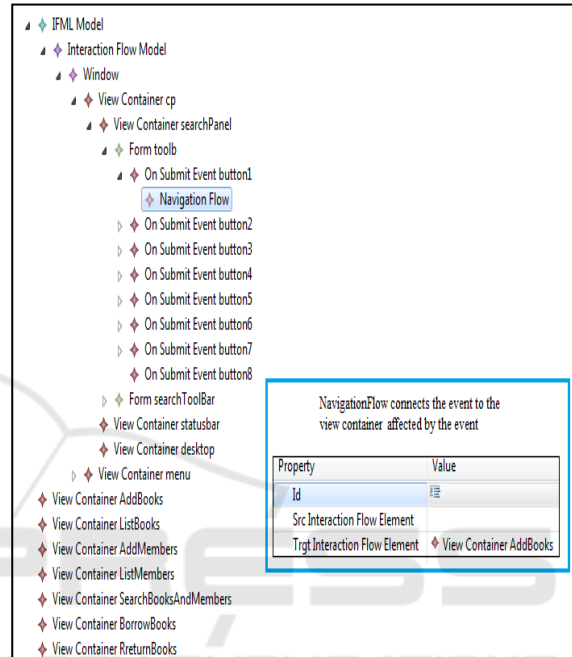 IFML Model
Interaction Flow Model
Window
View Container cp
View Container searchPanel
Form toolb
On Submit Event button1
Navigation Flow
On Submit Event button2
On Submit Event button3
On Submit Event button4
On Submit Event button5
On Submit Event button6
On Submit Event button7
On Submit Event button8
Form searchToolBar
View Container statusbar
View Container desktop
View Container menu
View Container AddBooks
View Container ListBooks
View Container AddMembers
View Container ListMembers
View Container SearchBooksAndMembers
View Container BorrowBooks
View Container RreturnBooks
NavigationFlow connects the event to the
view container affected by the event
Property Value
Id
Src Interaction Flow Element
Trgt Interaction Flow Element View Container AddBooks